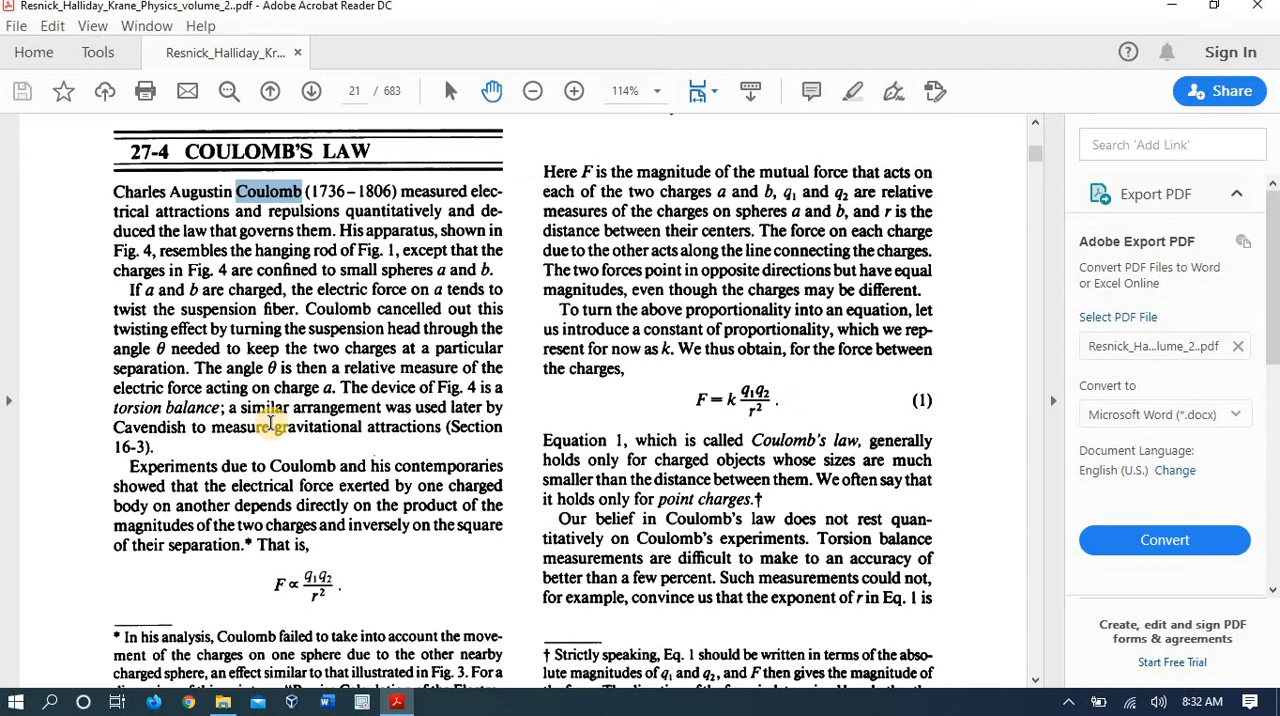 Resnick_Halliday_Krane_Physics_volume_2..pdf - Adobe Acrobat Reader DC
File Edit View Window Help
Home Tools Resnick_Halliday_Kr... × Sign In
21 / 683 114% Share
27-4 COULOMB'S LAW
Charles Augustin Coulomb (1736–1806) measured elec-
trical attractions and repulsions quantitatively and de-
duced the law that governs them. His apparatus, shown in
Fig. 4, resembles the hanging rod of Fig. 1, except that the
charges in Fig. 4 are confined to small spheres a and b.
If a and b are charged, the electric force on a tends to
twist the suspension fiber. Coulomb cancelled out this
twisting effect by turning the suspension head through the
angle θ needed to keep the two charges at a particular
separation. The angle θ is then a relative measure of the
electric force acting on charge a. The device of Fig. 4 is a
torsion balance; a similar arrangement was used later by
Cavendish to measure gravitational attractions (Section
16-3).
Experiments due to Coulomb and his contemporaries
showed that the electrical force exerted by one charged
body on another depends directly on the product of the
magnitudes of the two charges and inversely on the square
of their separation.* That is,
F ∝ q₁q₂ / r² .
* In his analysis, Coulomb failed to take into account the move-
ment of the charges on one sphere due to the other nearby
charged sphere, an effect similar to that illustrated in Fig. 3. For a
Here F is the magnitude of the mutual force that acts on
each of the two charges a and b, q₁ and q₂ are relative
measures of the charges on spheres a and b, and r is the
distance between their centers. The force on each charge
due to the other acts along the line connecting the charges.
The two forces point in opposite directions but have equal
magnitudes, even though the charges may be different.
To turn the above proportionality into an equation, let
us introduce a constant of proportionality, which we rep-
resent for now as k. We thus obtain, for the force between
the charges,
F = k q₁q₂ / r² . (1)
Equation 1, which is called Coulomb's law, generally
holds only for charged objects whose sizes are much
smaller than the distance between them. We often say that
it holds only for point charges.†
Our belief in Coulomb's law does not rest quan-
titatively on Coulomb's experiments. Torsion balance
measurements are difficult to make to an accuracy of
better than a few percent. Such measurements could not,
for example, convince us that the exponent of r in Eq. 1 is
† Strictly speaking, Eq. 1 should be written in terms of the abso-
lute magnitudes of q₁ and q₂, and F then gives the magnitude of
Search 'Add Link'
Export PDF
Adobe Export PDF
Convert PDF Files to Word
or Excel Online
Select PDF File
Resnick_Ha...lume_2..pdf ×
Convert to
Microsoft Word (*.docx)
Document Language:
English (U.S.) Change
Convert
Create, edit and sign PDF
forms & agreements
Start Free Trial
8:32 AM